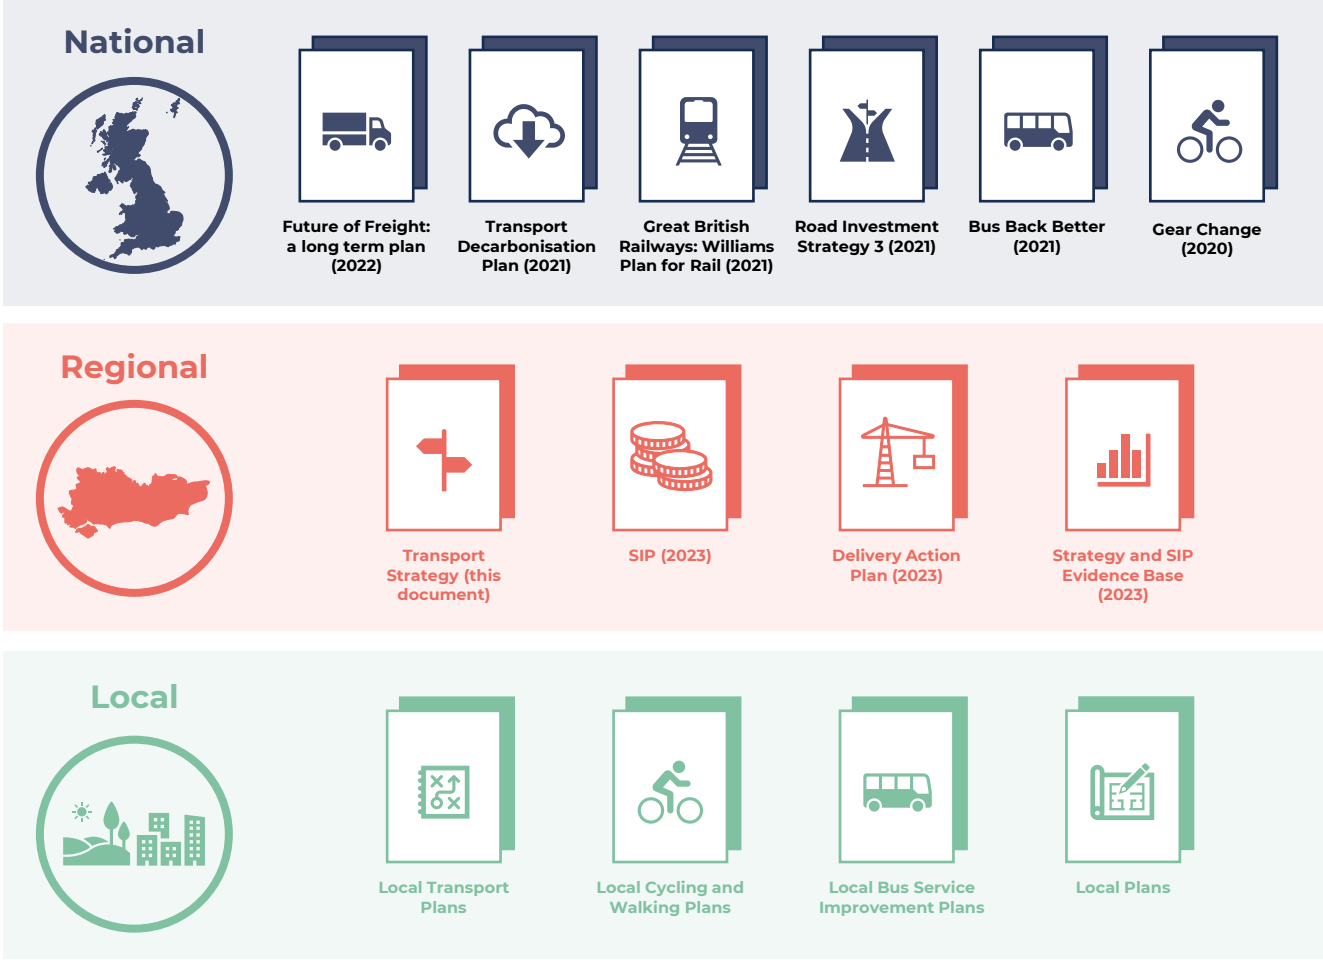 National
Future of Freight:
a long term plan
(2022)
Transport
Decarbonisation
Plan (2021)
Great British
Railways: Williams
Plan for Rail (2021)
Road Investment
Strategy 3 (2021)
Bus Back Better
(2021)
Gear Change
(2020)
Regional
Transport
Strategy (this
document)
SIP (2023)
Delivery Action
Plan (2023)
Strategy and SIP
Evidence Base
(2023)
Local
Local Transport
Plans
Local Cycling and
Walking Plans
Local Bus Service
Improvement Plans
Local Plans